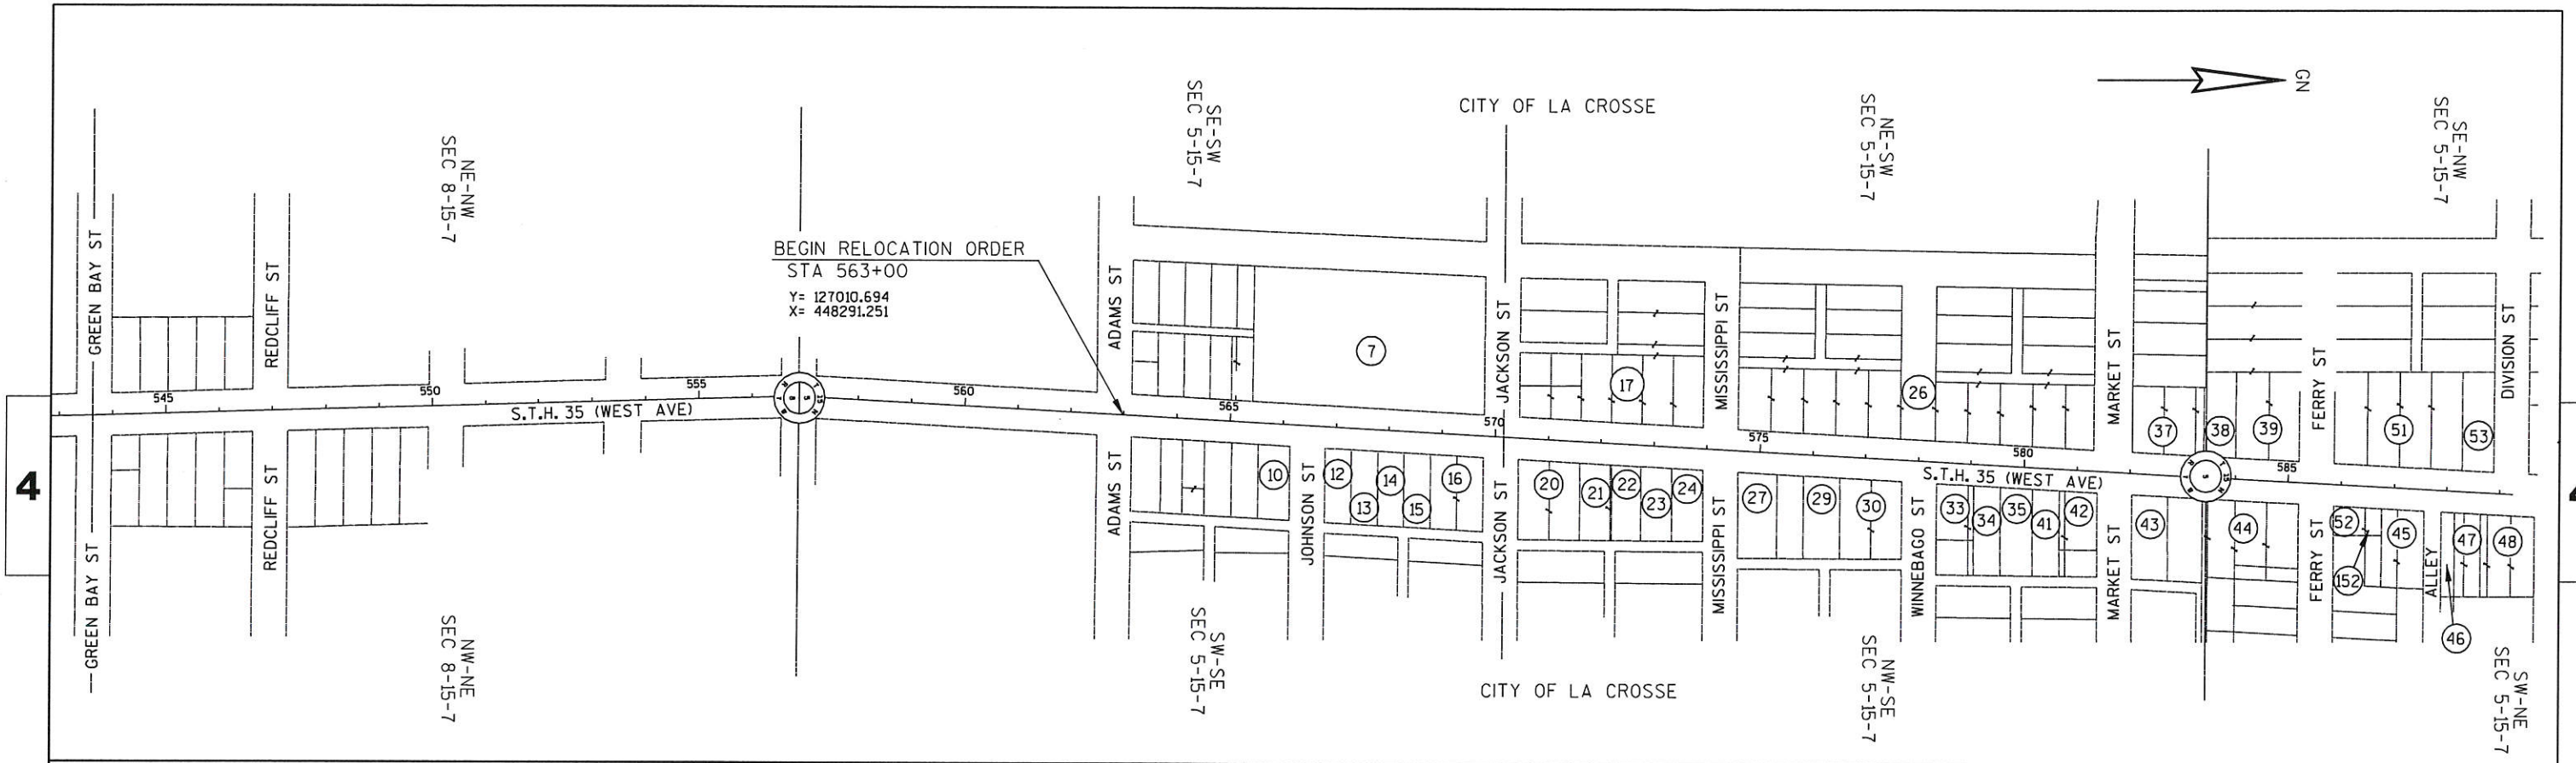 GN
CITY OF LA CROSSE
SE-SW
SEC 5-15-7
NE-SW
SEC 5-15-7
SE-NW
SEC 5-15-7
NE-NW
SEC 8-15-7
BEGIN RELOCATION ORDER
STA 563+00
Y= 127010.694
X= 448291.251
GREEN BAY ST
REDCLIFF ST
ADAMS ST
JACKSON ST
MISSISSIPPI ST
MARKET ST
FERRY ST
DIVISION ST
7
17
26
37
38
39
51
53
545
550
555
560
565
570
575
580
585
S.T.H. 35 (WEST AVE)
S.T.H. 35 (WEST AVE)
8
5
5
4
10
12
13
14
15
16
20
21
22
23
24
27
29
30
33
34
35
41
42
43
44
52
152
45
46
47
48
GREEN BAY ST
REDCLIFF ST
ADAMS ST
JOHNSON ST
JACKSON ST
MISSISSIPPI ST
WINNEBAGO ST
MARKET ST
FERRY ST
ALLEY
NW-NE
SEC 8-15-7
SW-SE
SEC 5-15-7
CITY OF LA CROSSE
NW-SE
SEC 5-15-7
SW-NE
SEC 5-15-7